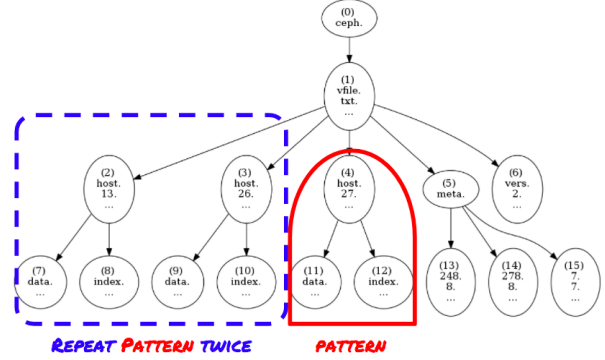 (0)
ceph.
(1)
vfile.
txt.
...
(2)
host.
13.
...
(3)
host.
26.
...
(4)
host.
27.
...
(5)
meta.
(6)
vers.
2.
...
(7)
data.
...
(8)
index.
...
(9)
data.
...
(10)
index.
...
(11)
data.
...
(12)
index.
...
(13)
248.
8.
...
(14)
278.
8.
...
(15)
7.
7.
...
REPEAT PATTERN TWICE
PATTERN